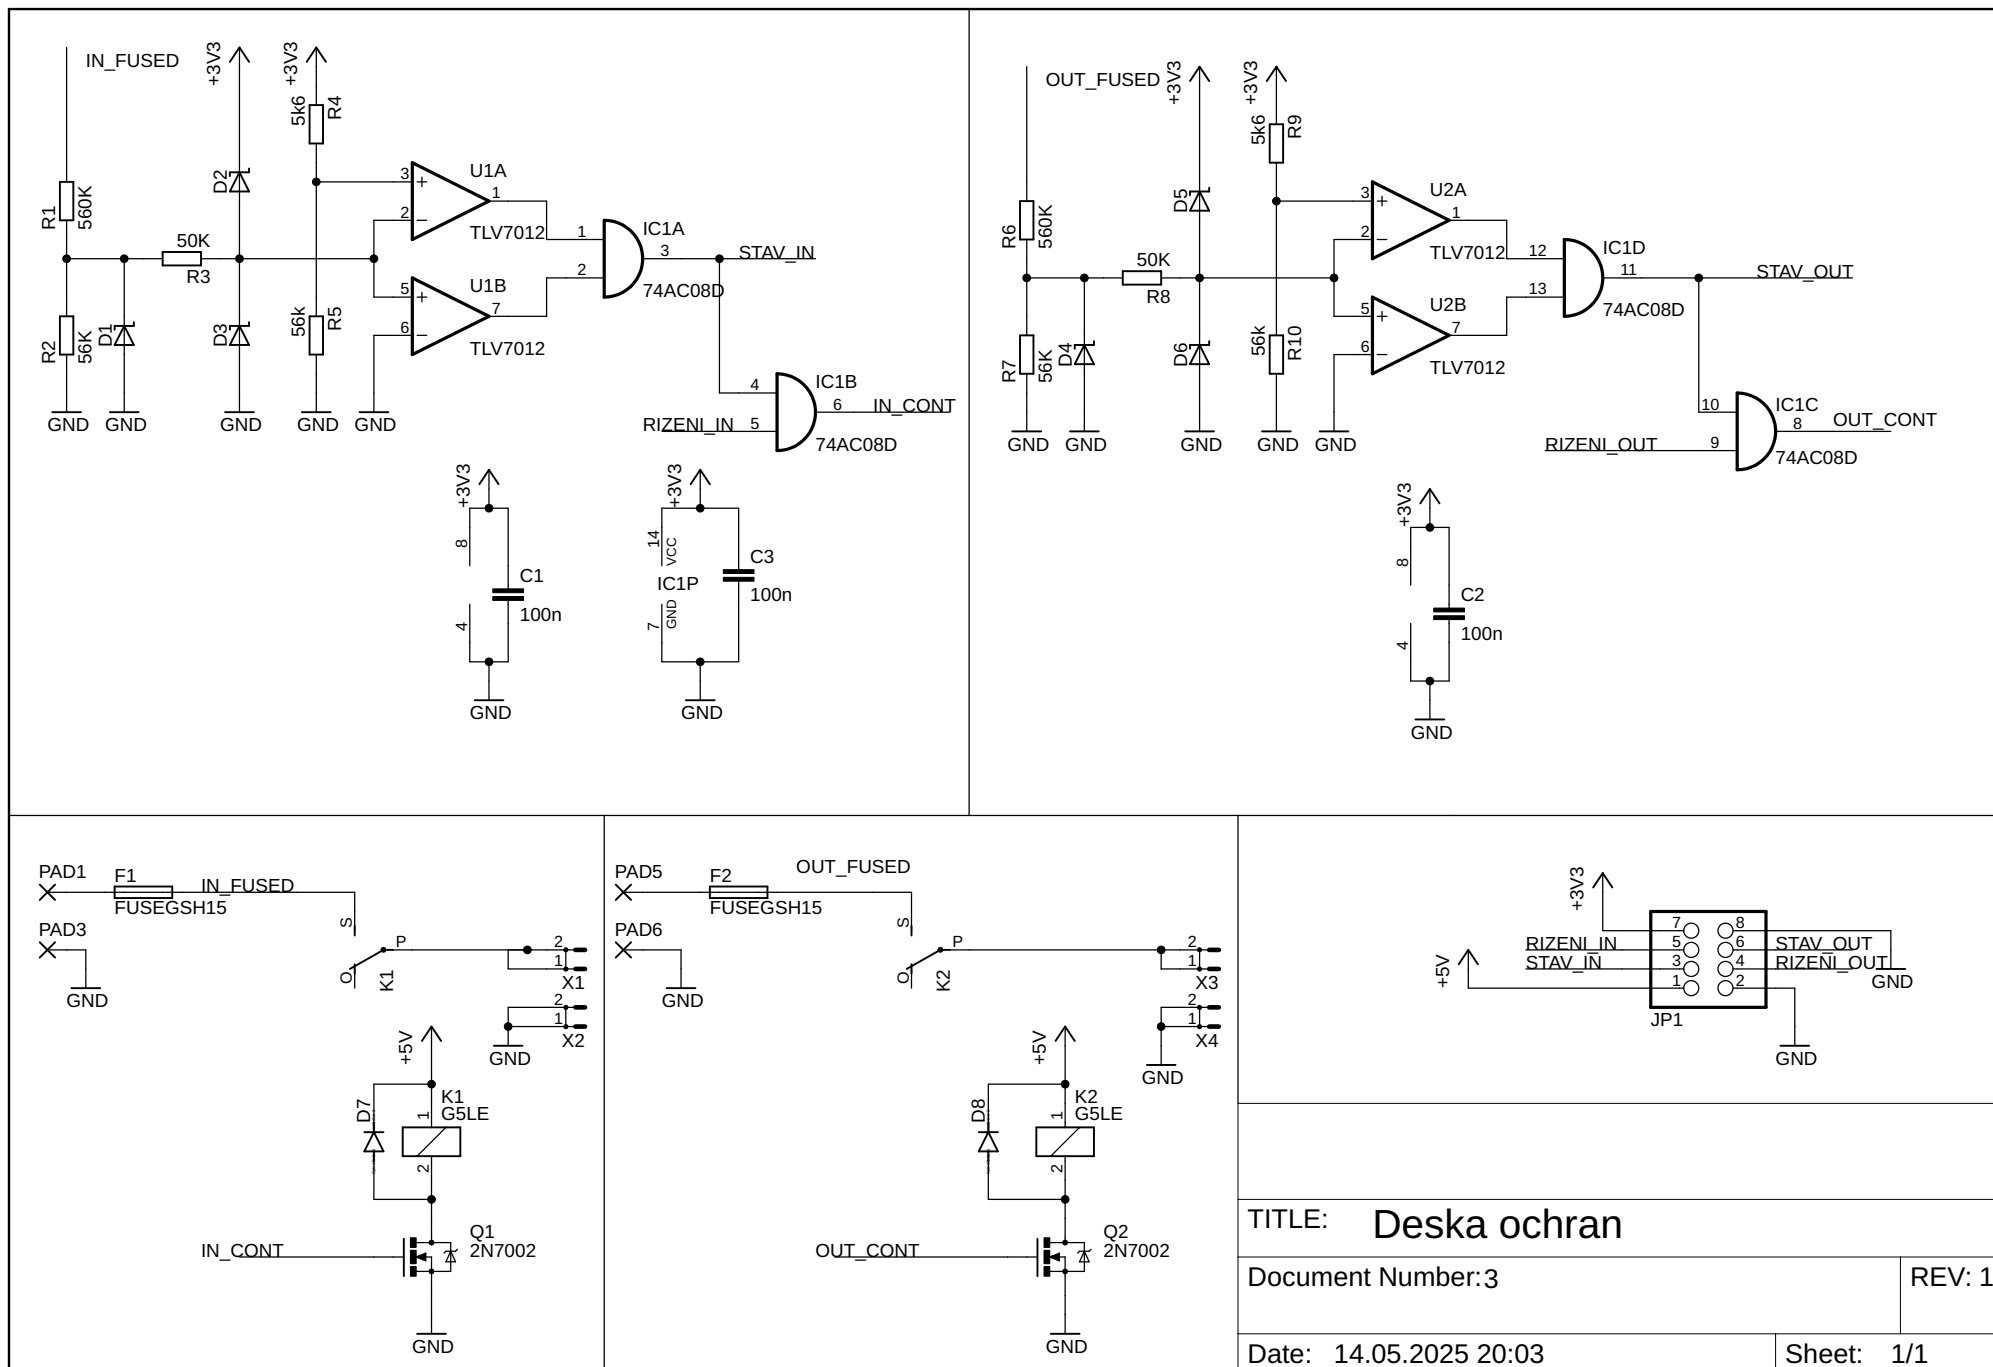 IN_FUSED
+3V3
+3V3
5k6
R4
R1
560K
D2
3
2
+
−
U1A
1
TLV7012
50K
R3
1
2
IC1A
3
74AC08D
STAV_IN
R2
56K
D1
D3
56k
R5
5
6
+
−
U1B
7
TLV7012
GND
GND
GND
GND
GND
4
RIZENI_IN
5
IC1B
6
74AC08D
IN_CONT
+3V3
8
4
C1
100n
GND
+3V3
14
VCC
IC1P
GND
7
C3
100n
GND
OUT_FUSED
+3V3
+3V3
5k6
R9
R6
560K
D5
3
2
+
−
U2A
1
TLV7012
50K
R8
12
13
IC1D
11
74AC08D
STAV_OUT
R7
56K
D4
D6
56k
R10
5
6
+
−
U2B
7
TLV7012
GND
GND
GND
GND
GND
10
RIZENI_OUT
9
IC1C
8
74AC08D
OUT_CONT
+3V3
8
4
C2
100n
GND
PAD1
F1
IN_FUSED
FUSEGSH15
PAD3
GND
S
P
O
K1
2
1
X1
2
1
X2
GND
+5V
D7
1
K1
G5LE
2
IN_CONT
Q1
2N7002
GND
PAD5
F2
OUT_FUSED
FUSEGSH15
PAD6
GND
S
P
O
K2
2
1
X3
2
1
X4
GND
+5V
D8
1
K2
G5LE
2
OUT_CONT
Q2
2N7002
GND
+3V3
7 8
RIZENI_IN 5 6 STAV_OUT
STAV_IN 3 4 RIZENI_OUT
+5V
1 2
GND
JP1
GND
TITLE: Deska ochran
Document Number: 3
REV: 1
Date: 14.05.2025 20:03
Sheet: 1/1